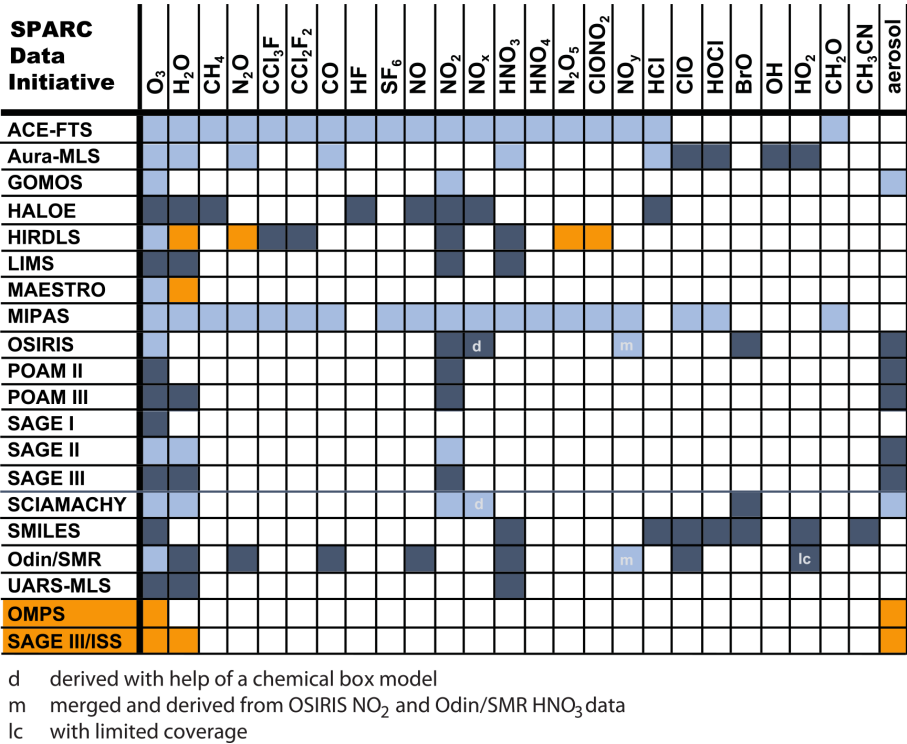 SPARC
Data
Initiative
O3 H2O CH4 N2O CCl3F CCl2F2 CO HF SF6 NO NO2 NOx HNO3 HNO4 N2O5 ClONO2 NOy HCl ClO HOCl BrO OH HO2 CH2O CH3CN aerosol
ACE-FTS
Aura-MLS
GOMOS
HALOE
HIRDLS
LIMS
MAESTRO
MIPAS
OSIRIS d m
POAM II
POAM III
SAGE I
SAGE II
SAGE III
SCIAMACHY d
SMILES
Odin/SMR m lc
UARS-MLS
OMPS
SAGE III/ISS
d derived with help of a chemical box model
m merged and derived from OSIRIS NO2 and Odin/SMR HNO3 data
lc with limited coverage